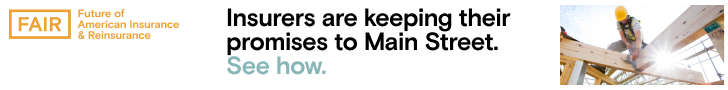 FAIR
Future of
American Insurance
& Reinsurance
Insurers are keeping their
promises to Main Street.
See how.